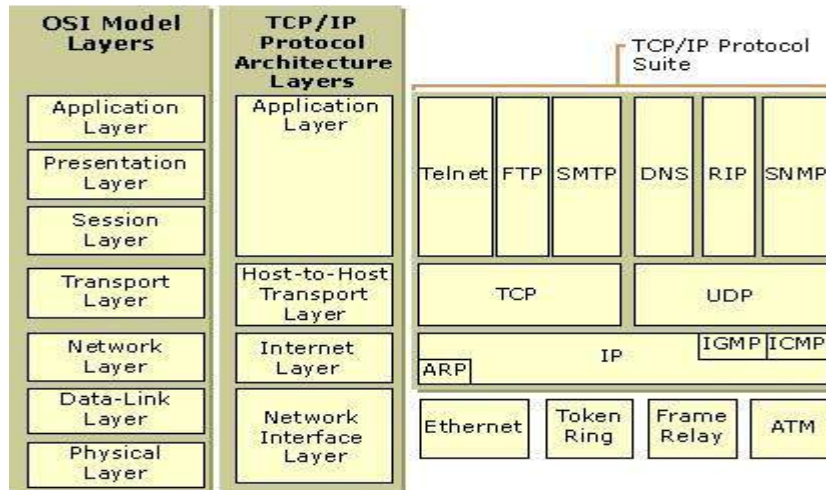 OSI Model
Layers
TCP/IP
Protocol
Architecture
Layers
TCP/IP Protocol
Suite
Application
Layer
Presentation
Layer
Session
Layer
Transport
Layer
Network
Layer
Data-Link
Layer
Physical
Layer
Application
Layer
Host-to-Host
Transport
Layer
Internet
Layer
Network
Interface
Layer
Telnet
FTP
SMTP
DNS
RIP
SNMP
TCP
UDP
ARP
IP
IGMP
ICMP
Ethernet
Token
Ring
Frame
Relay
ATM